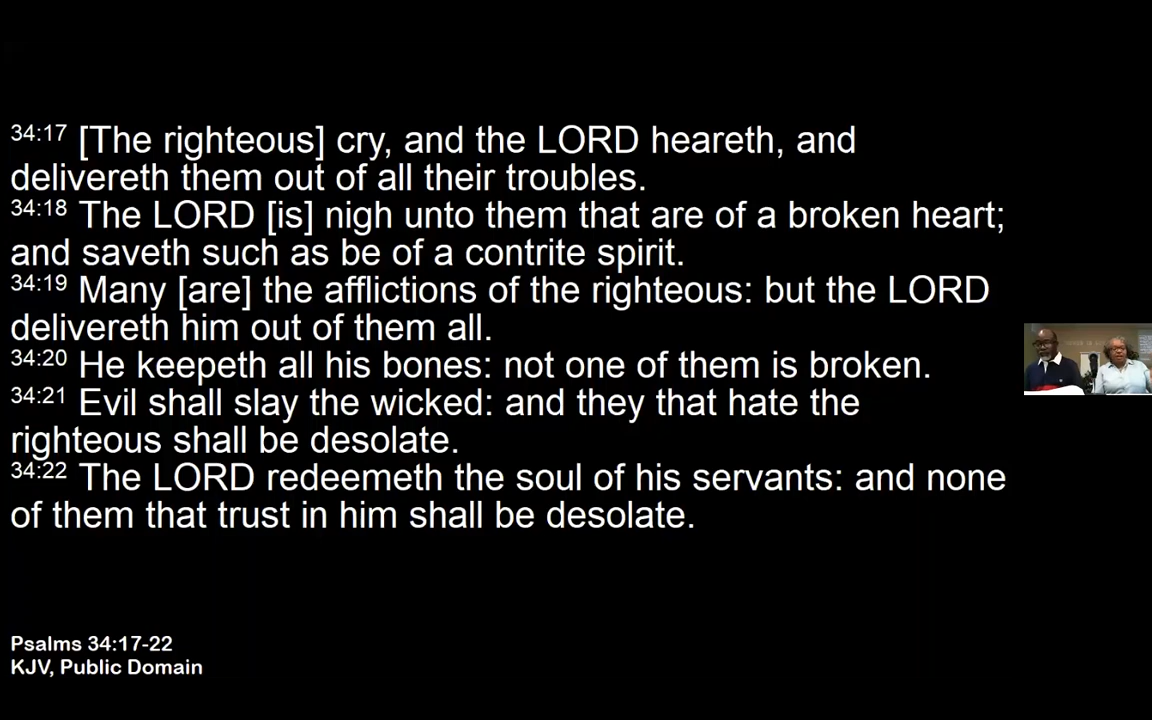 34:17 [The righteous] cry, and the LORD heareth, and
delivereth them out of all their troubles.
34:18 The LORD [is] nigh unto them that are of a broken heart;
and saveth such as be of a contrite spirit.
34:19 Many [are] the afflictions of the righteous: but the LORD
delivereth him out of them all.
34:20 He keepeth all his bones: not one of them is broken.
34:21 Evil shall slay the wicked: and they that hate the
righteous shall be desolate.
34:22 The LORD redeemeth the soul of his servants: and none
of them that trust in him shall be desolate.
Psalms 34:17-22
KJV, Public Domain